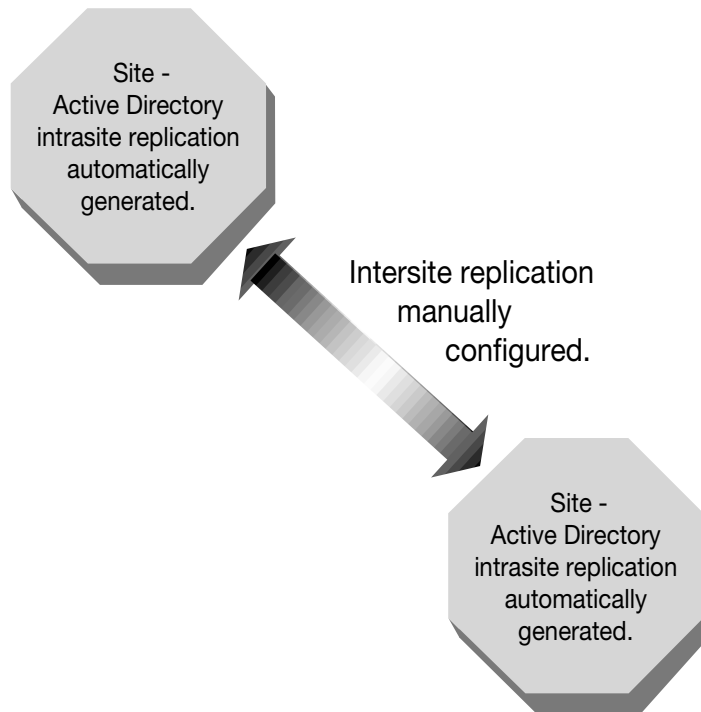 Site -
Active Directory
intrasite replication
automatically
generated.
Intersite replication
manually
configured.
Site -
Active Directory
intrasite replication
automatically
generated.